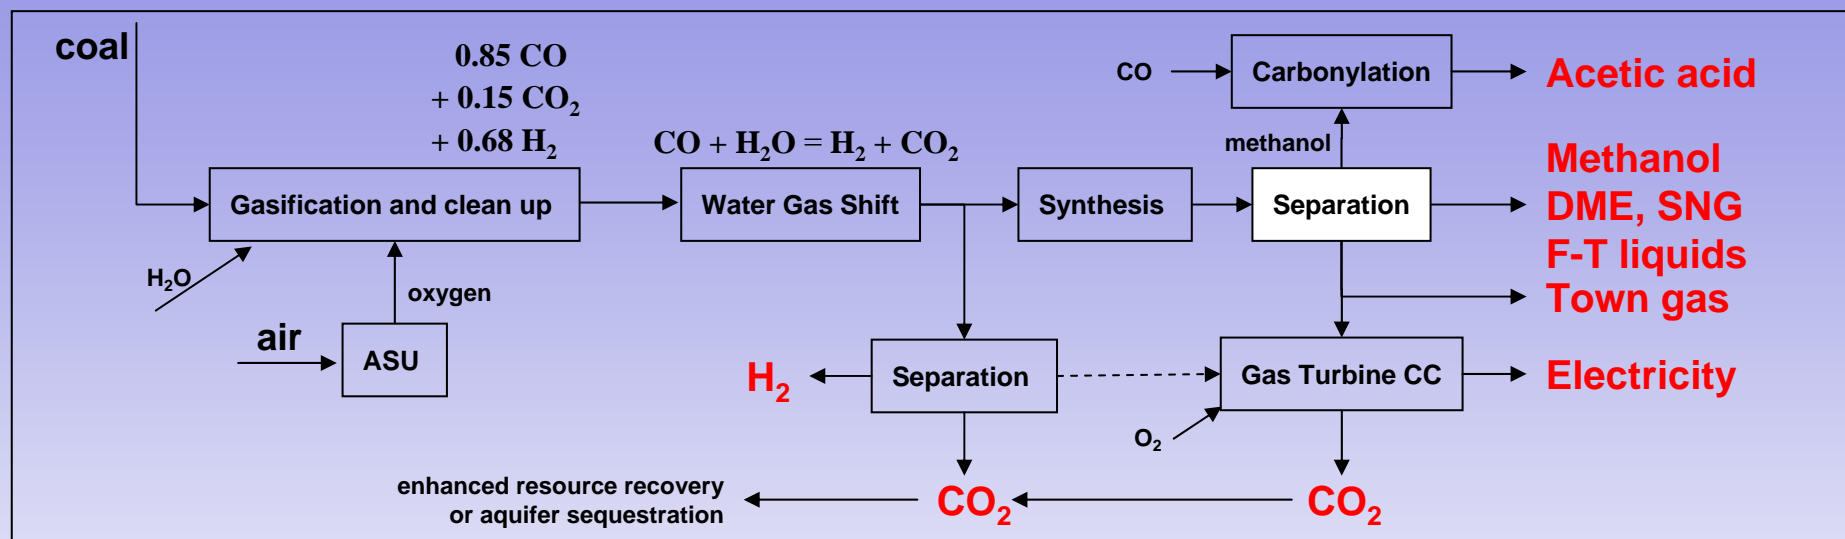 coal
0.85 CO
+ 0.15 CO₂
+ 0.68 H₂
CO + H₂O = H₂ + CO₂
CO
Carbonylation
Acetic acid
methanol
Gasification and clean up
Water Gas Shift
Synthesis
Separation
Methanol
DME, SNG
F-T liquids
Town gas
H₂O
oxygen
air
ASU
H₂
Separation
Gas Turbine CC
Electricity
O₂
enhanced resource recovery
or aquifer sequestration
CO₂
CO₂